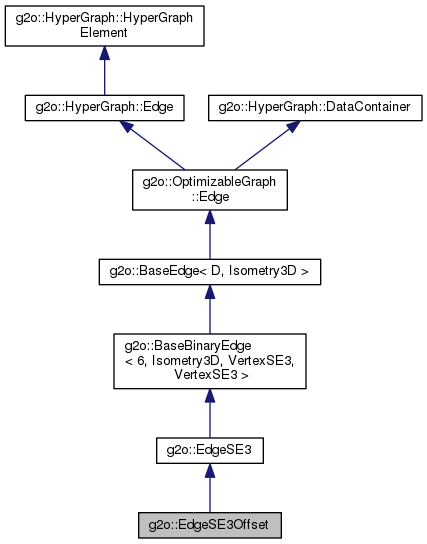 g2o::HyperGraph::HyperGraph
Element
g2o::HyperGraph::Edge
g2o::HyperGraph::DataContainer
g2o::OptimizableGraph
::Edge
g2o::BaseEdge< D, Isometry3D >
g2o::BaseBinaryEdge
< 6, Isometry3D, VertexSE3,
VertexSE3 >
g2o::EdgeSE3
g2o::EdgeSE3Offset